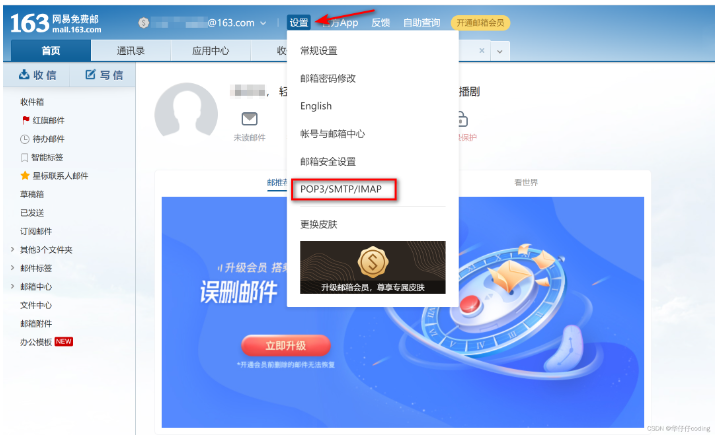 163 网易免费邮
mail.163.com
@163.com
设置
App
反馈
自助查询
开通邮箱会员
首页
通讯录
应用中心
收
收信
写信
收件箱
红旗邮件
待办邮件
智能标签
星标联系人邮件
草稿箱
已发送
订阅邮件
其他3个文件夹
邮件标签
邮箱中心
文件中心
邮箱附件
办公模板 NEW
常规设置
邮箱密码修改
English
帐号与邮箱中心
邮箱安全设置
POP3/SMTP/IMAP
更换皮肤
升级邮箱会员,尊享专属皮肤
播剧
未读邮件
保护
邮推
看世界
升级会员 搭
误删邮件
立即升级
*开通会员前删除的邮件无法恢复
CSDN @华仔仔coding